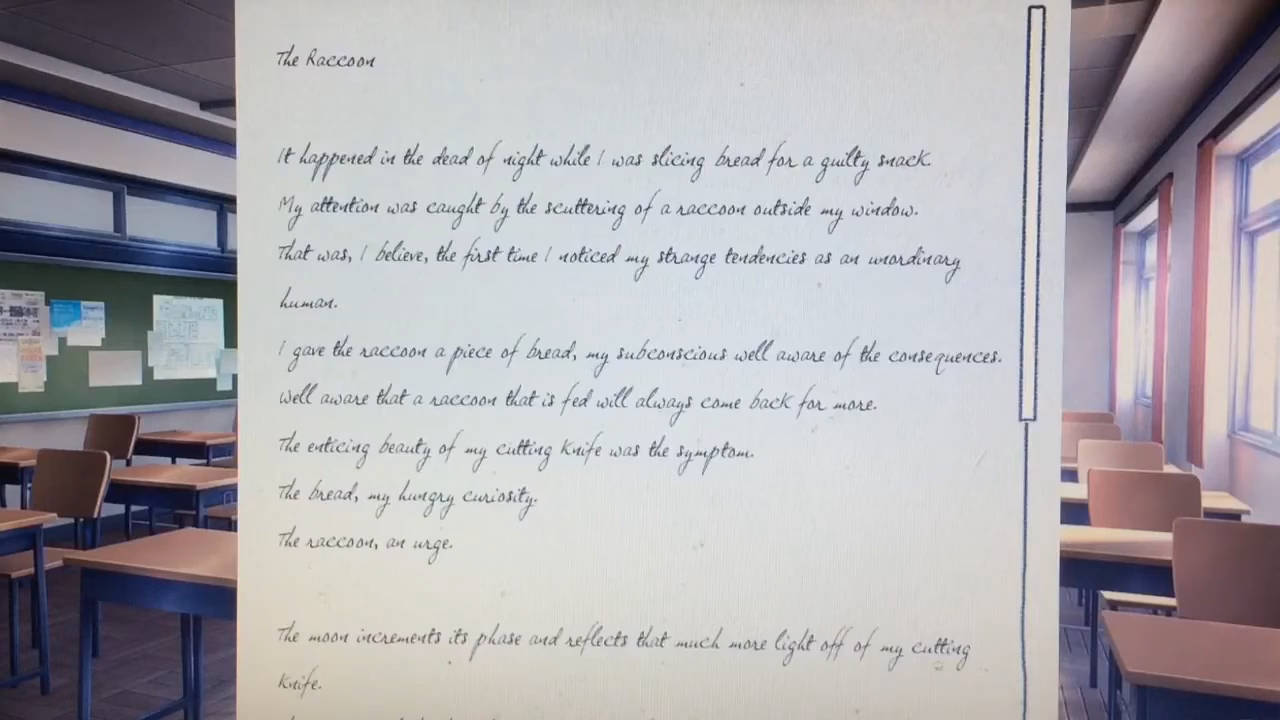 The Raccoon
It happened in the dead of night while I was slicing bread for a guilty snack.
My attention was caught by the scuttering of a raccoon outside my window.
That was, I believe, the first time I noticed my strange tendencies as an unordinary
human.
I gave the raccoon a piece of bread, my subconscious well aware of the consequences.
Well aware that a raccoon that is fed will always come back for more.
The enticing beauty of my cutting knife was the symptom.
The bread, my hungry curiosity.
The raccoon, an urge.
The moon increments its phase and reflects that much more light off of my cutting
knife.